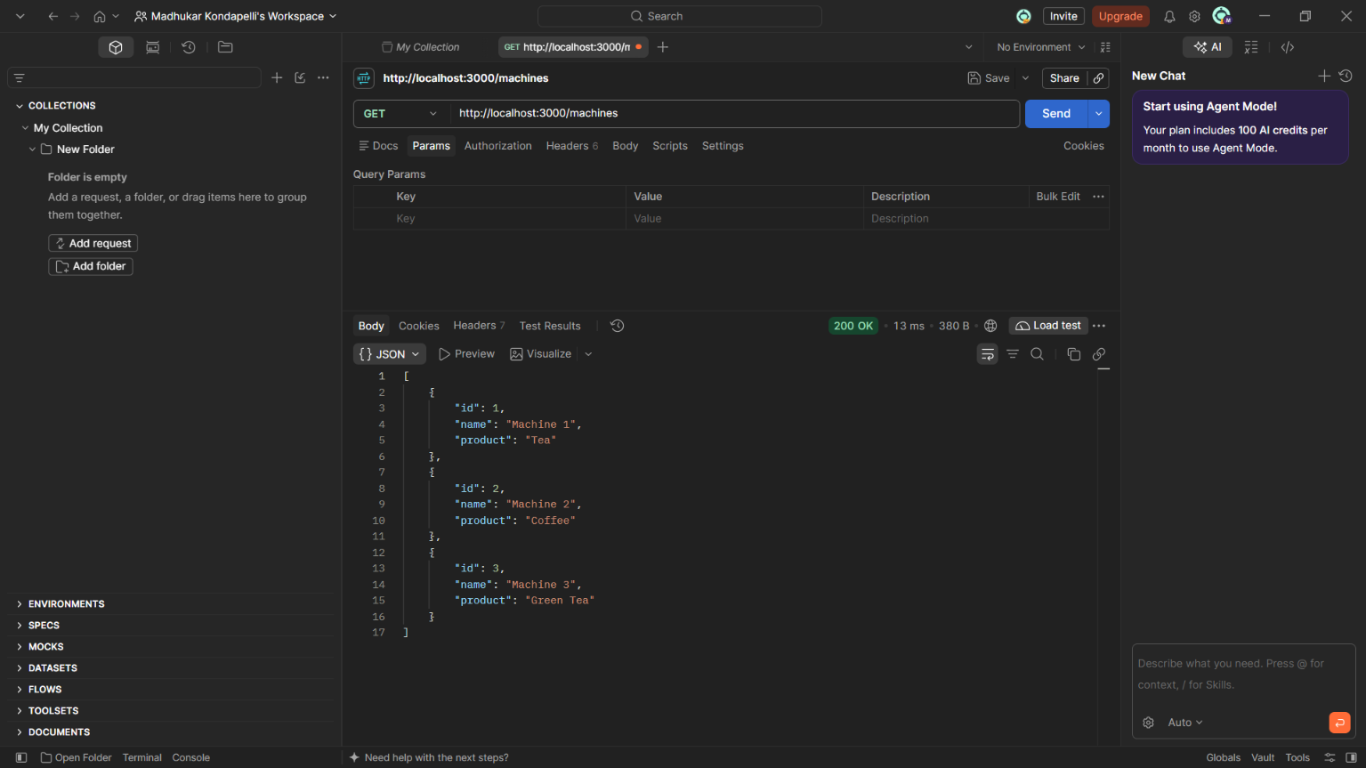 Madhukar Kondapelli's Workspace
Search
Invite
Upgrade
My Collection
GET http://localhost:3000/m
No Environment
AI
COLLECTIONS
My Collection
New Folder
Folder is empty
Add a request, a folder, or drag items here to group
them together.
Add request
Add folder
ENVIRONMENTS
SPECS
MOCKS
DATASETS
FLOWS
TOOLSETS
DOCUMENTS
HTTP
http://localhost:3000/machines
Save
Share
GET
http://localhost:3000/machines
Send
Docs Params Authorization Headers 6 Body Scripts Settings
Cookies
Query Params
Key Value Description Bulk Edit
Key Value Description
Body Cookies Headers 7 Test Results
200 OK • 13 ms • 380 B
Load test
{ } JSON Preview Visualize
1 [
2 {
3 "id": 1,
4 "name": "Machine 1",
5 "product": "Tea"
6 },
7 {
8 "id": 2,
9 "name": "Machine 2",
10 "product": "Coffee"
11 },
12 {
13 "id": 3,
14 "name": "Machine 3",
15 "product": "Green Tea"
16 }
17 ]
New Chat
Start using Agent Mode!
Your plan includes 100 AI credits per
month to use Agent Mode.
Describe what you need. Press @ for
context, / for Skills.
Auto
Open Folder Terminal Console
Need help with the next steps?
Globals Vault Tools